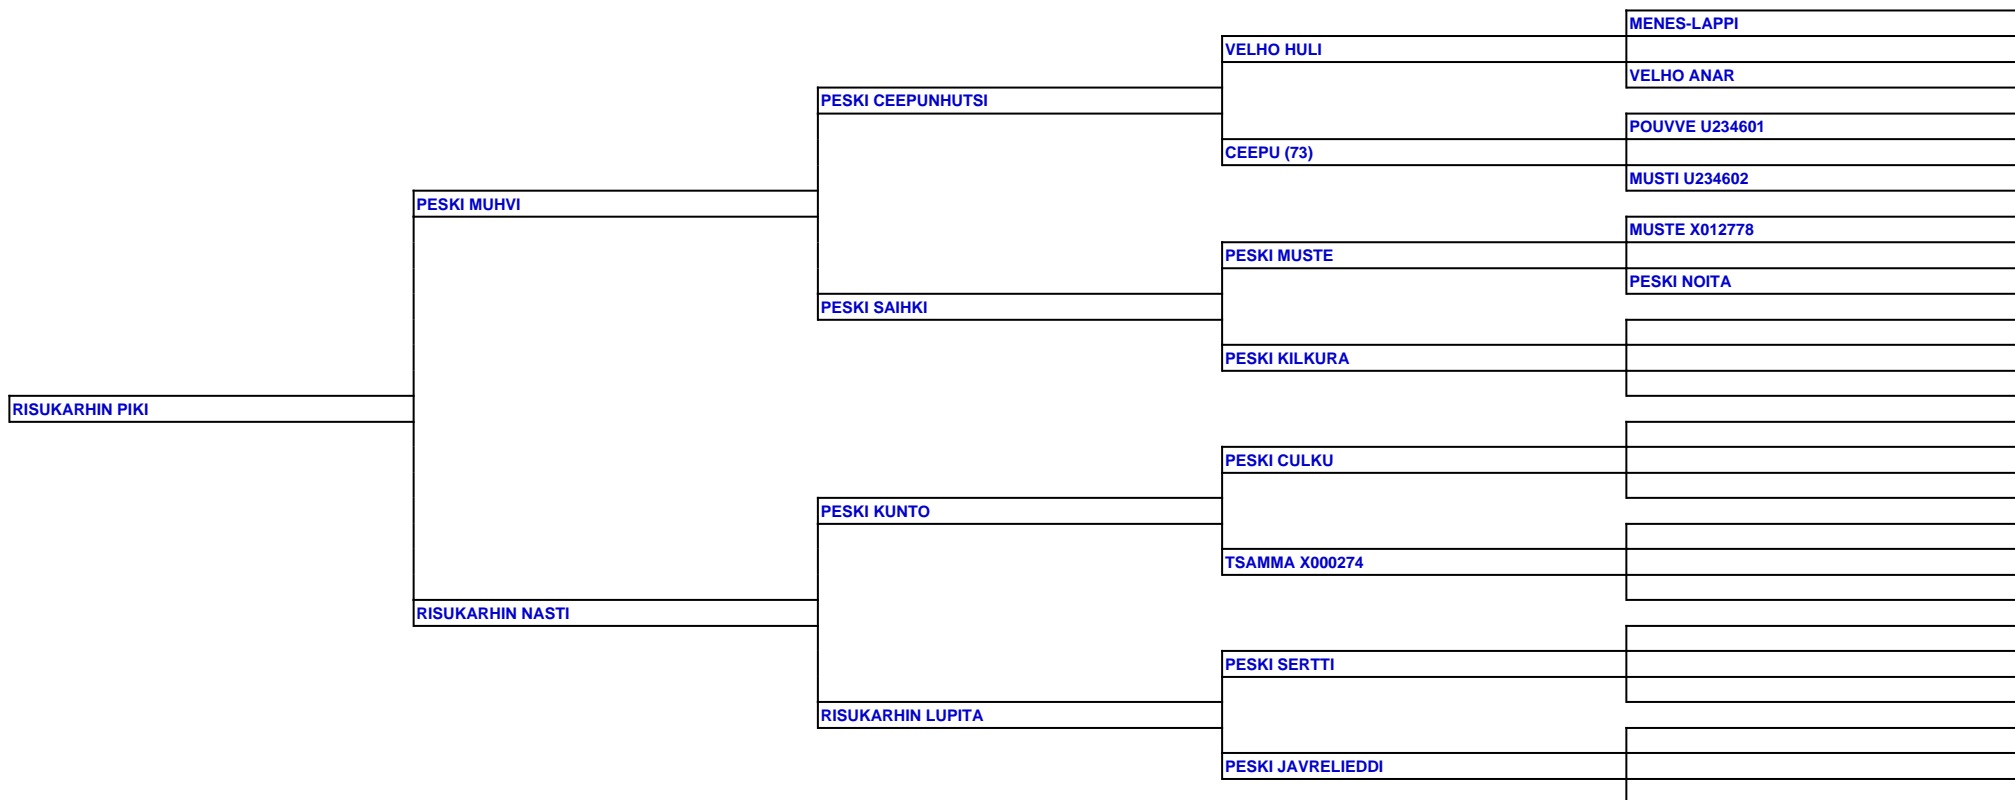 MENES-LAPPI
VELHO HULI
VELHO ANAR
PESKI CEEPUNHUTSI
POUVVE U234601
CEEPU (73)
MUSTI U234602
PESKI MUHVI
MUSTE X012778
PESKI MUSTE
PESKI NOITA
PESKI SAIHKI
PESKI KILKURA
RISUKARHIN PIKI
PESKI CULKU
PESKI KUNTO
TSAMMA X000274
RISUKARHIN NASTI
PESKI SERTTI
RISUKARHIN LUPITA
PESKI JAVRELIEDDI